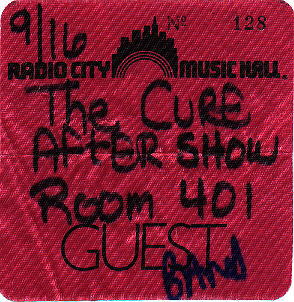 9/16
Nº 128
RADIO CITY MUSIC HALL.
The CURE
AFTER SHOW
ROOM 401
GUEST
BAND